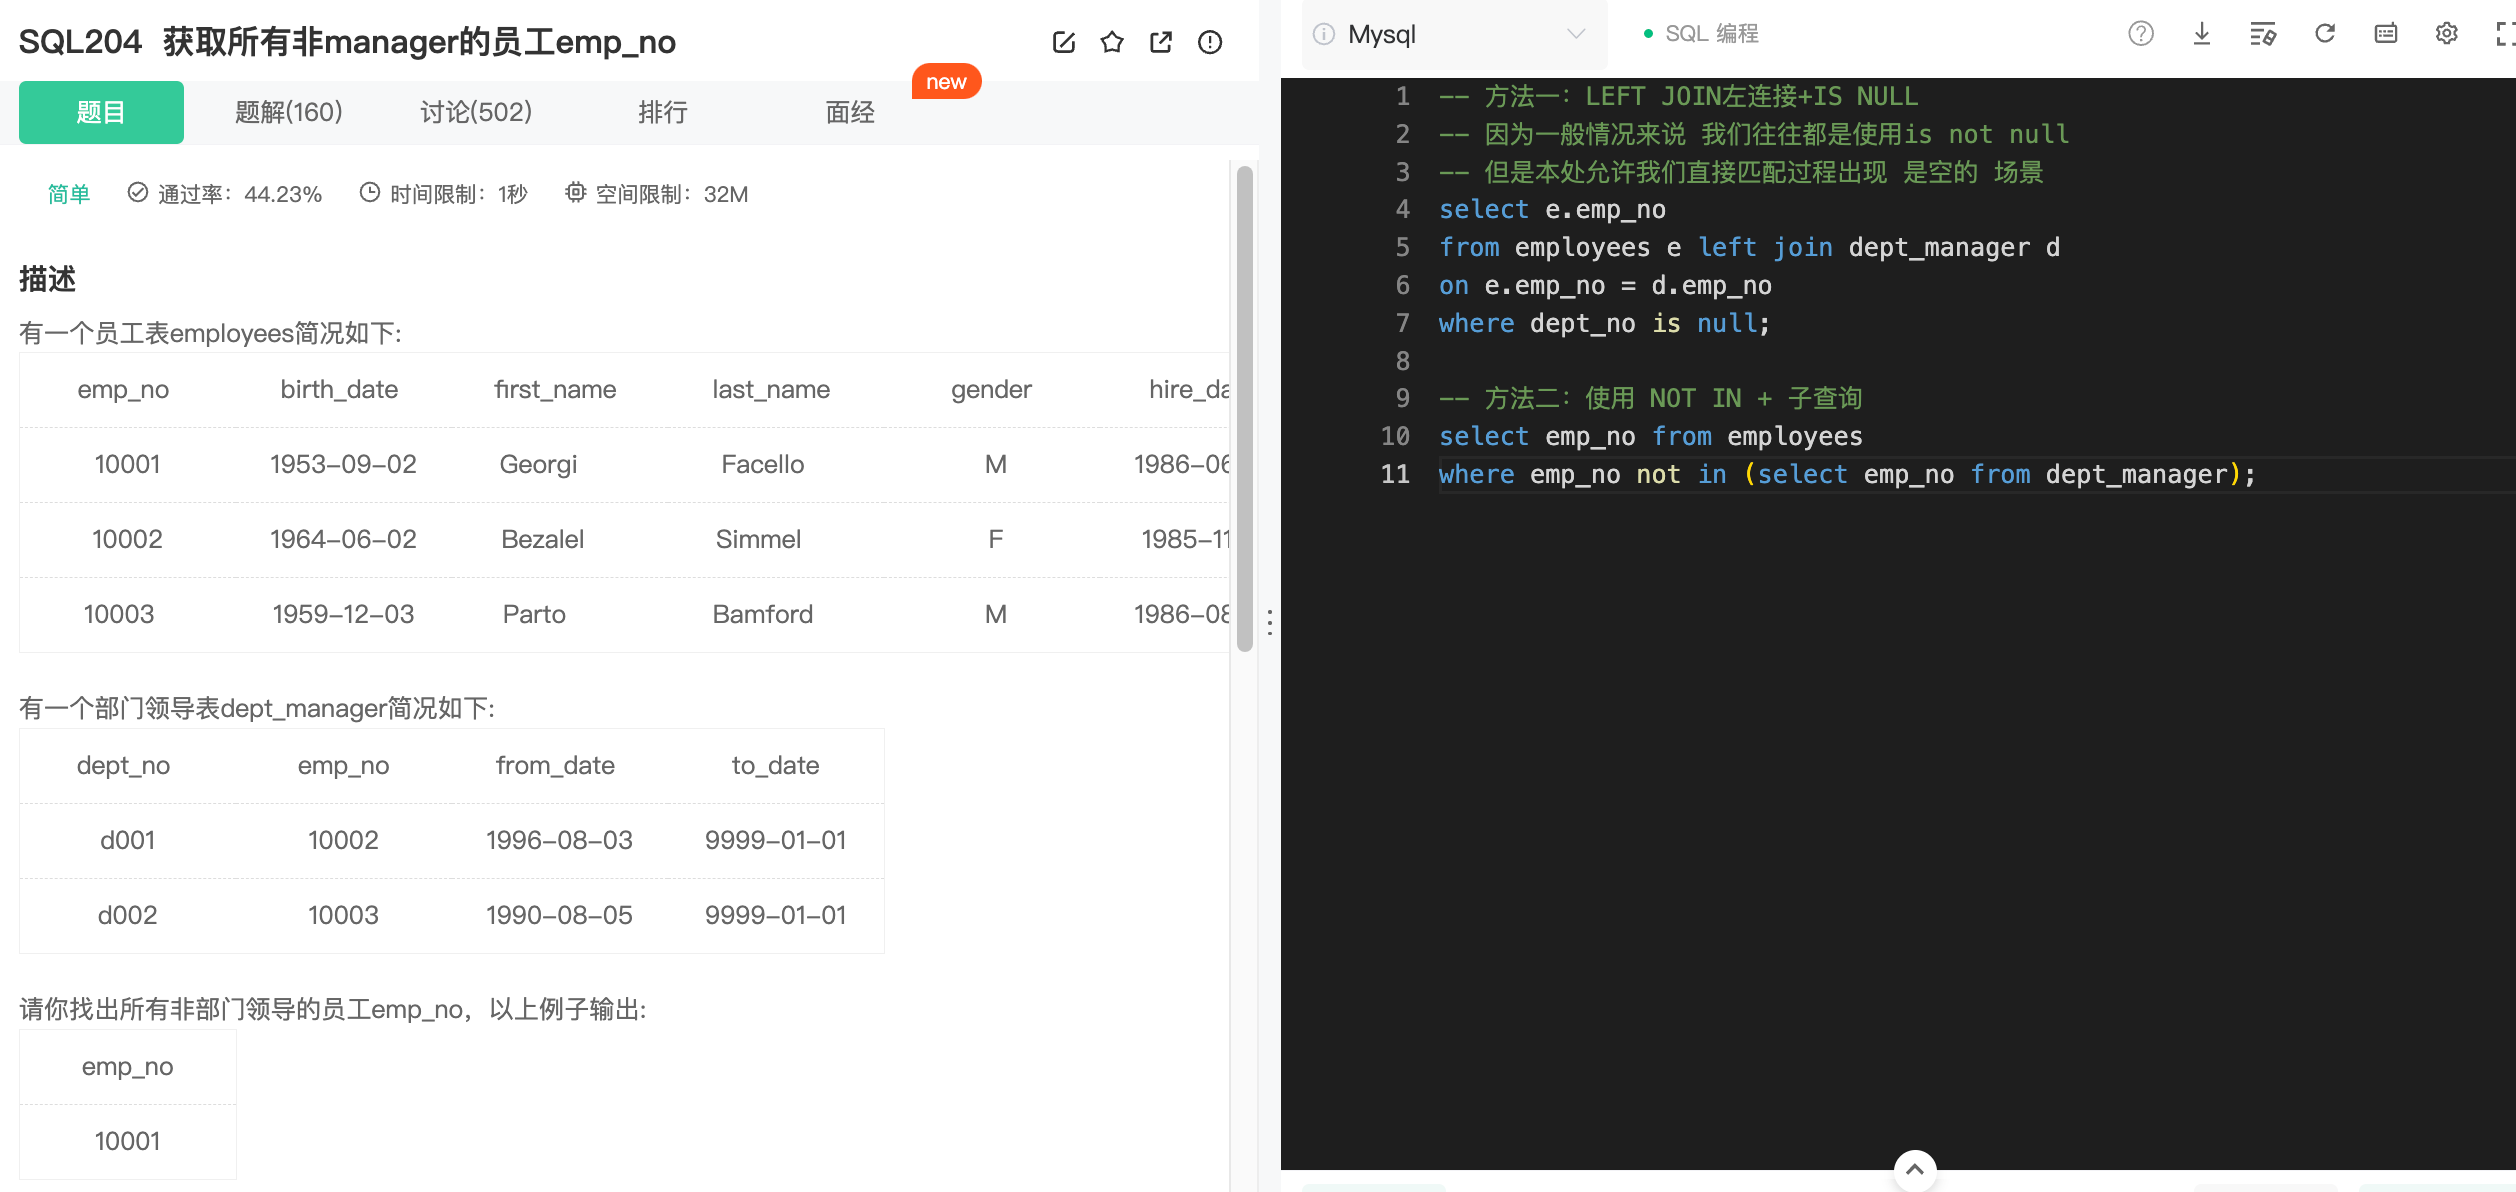 SQL204 获取所有非manager的员工emp_no
题目 题解(160) 讨论(502) 排行 面经 new
简单 通过率：44.23% 时间限制：1秒 空间限制：32M
描述
有一个员工表employees简况如下:
emp_no birth_date first_name last_name gender hire_da
10001 1953-09-02 Georgi Facello M 1986-06
10002 1964-06-02 Bezalel Simmel F 1985-11
10003 1959-12-03 Parto Bamford M 1986-08
有一个部门领导表dept_manager简况如下:
dept_no emp_no from_date to_date
d001 10002 1996-08-03 9999-01-01
d002 10003 1990-08-05 9999-01-01
请你找出所有非部门领导的员工emp_no，以上例子输出:
emp_no
10001
Mysql SQL 编程
1 -- 方法一：LEFT JOIN左连接+IS NULL
2 -- 因为一般情况来说 我们往往都是使用is not null
3 -- 但是本处允许我们直接匹配过程出现 是空的 场景
4 select e.emp_no
5 from employees e left join dept_manager d
6 on e.emp_no = d.emp_no
7 where dept_no is null;
8
9 -- 方法二：使用 NOT IN + 子查询
10 select emp_no from employees
11 where emp_no not in (select emp_no from dept_manager);